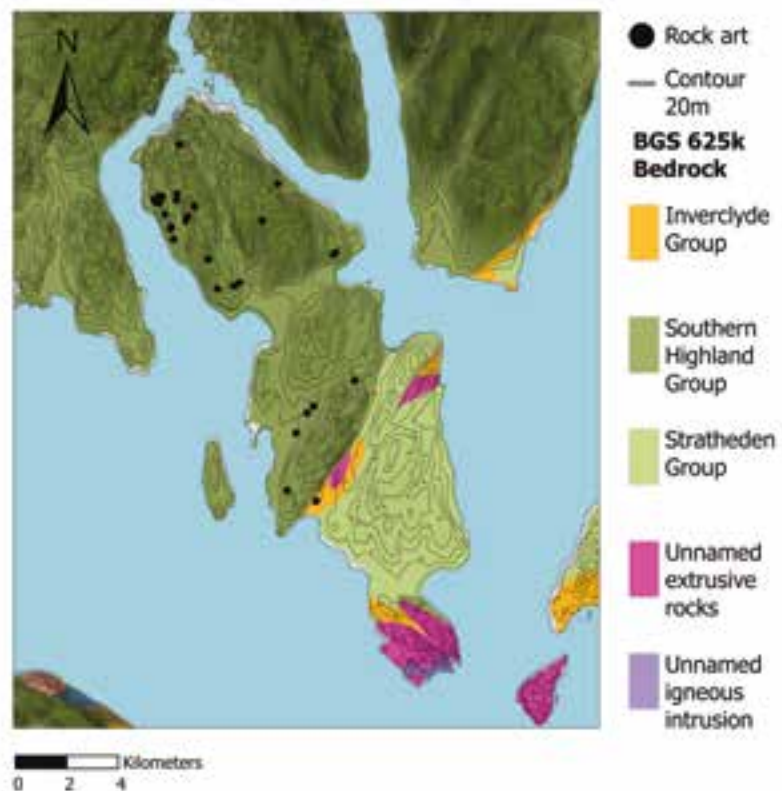 N
Rock art
Contour
20m
BGS 625k
Bedrock
Inverclyde
Group
Southern
Highland
Group
Stratheden
Group
Unnamed
extrusive
rocks
Unnamed
igneous
intrusion
Kilometers
0 2 4